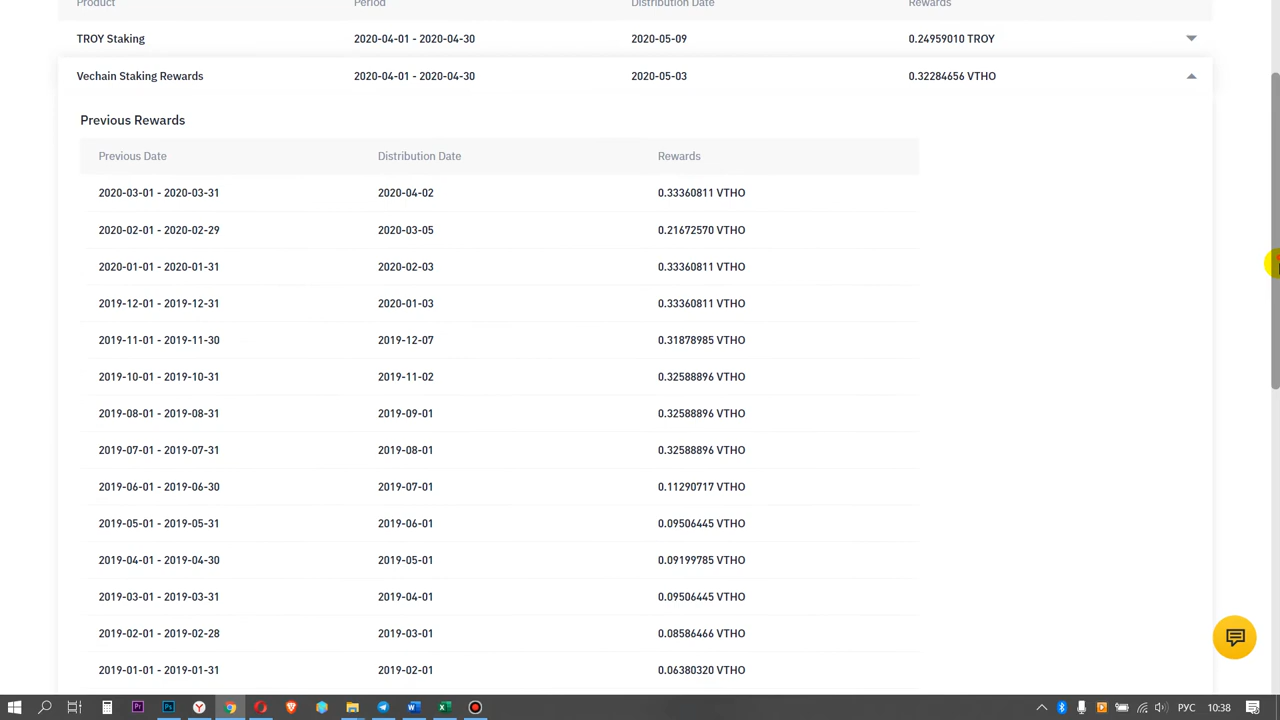 Product Period Distribution Date Rewards
TROY Staking 2020-04-01 - 2020-04-30 2020-05-09 0.24959010 TROY
Vechain Staking Rewards 2020-04-01 - 2020-04-30 2020-05-03 0.32284656 VTHO
Previous Rewards
Previous Date Distribution Date Rewards
2020-03-01 - 2020-03-31 2020-04-02 0.33360811 VTHO
2020-02-01 - 2020-02-29 2020-03-05 0.21672570 VTHO
2020-01-01 - 2020-01-31 2020-02-03 0.33360811 VTHO
2019-12-01 - 2019-12-31 2020-01-03 0.33360811 VTHO
2019-11-01 - 2019-11-30 2019-12-07 0.31878985 VTHO
2019-10-01 - 2019-10-31 2019-11-02 0.32588896 VTHO
2019-08-01 - 2019-08-31 2019-09-01 0.32588896 VTHO
2019-07-01 - 2019-07-31 2019-08-01 0.32588896 VTHO
2019-06-01 - 2019-06-30 2019-07-01 0.11290717 VTHO
2019-05-01 - 2019-05-31 2019-06-01 0.09506445 VTHO
2019-04-01 - 2019-04-30 2019-05-01 0.09199785 VTHO
2019-03-01 - 2019-03-31 2019-04-01 0.09506445 VTHO
2019-02-01 - 2019-02-28 2019-03-01 0.08586466 VTHO
2019-01-01 - 2019-01-31 2019-02-01 0.06380320 VTHO
Pr Ps Y W X РУС 10:38